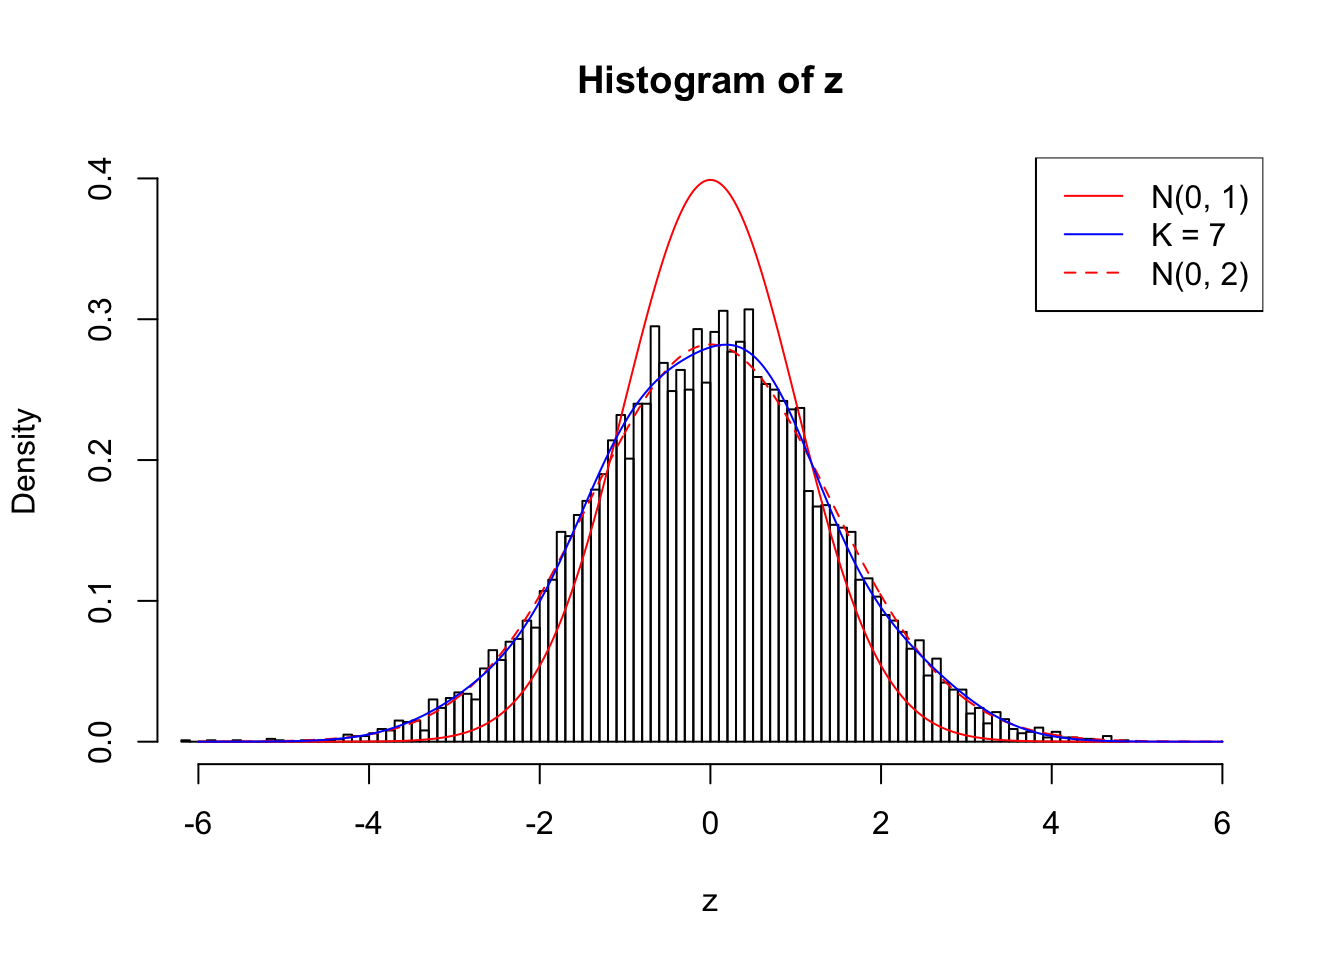 Histogram of z
N(0, 1)
K = 7
N(0, 2)
Density
0.4
0.3
0.2
0.1
0.0
-6 -4 -2 0 2 4 6
z